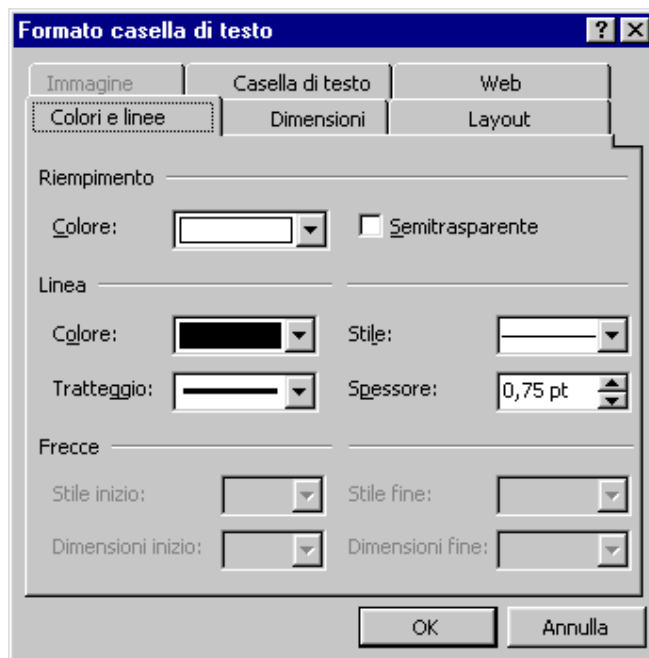 Formato casella di testo
Immagine Casella di testo Web
Colori e linee Dimensioni Layout
Riempimento
Colore: Semitrasparente
Linea
Colore: Stile:
Tratteggio: Spessore: 0,75 pt
Frecce
Stile inizio: Stile fine:
Dimensioni inizio: Dimensioni fine:
OK Annulla